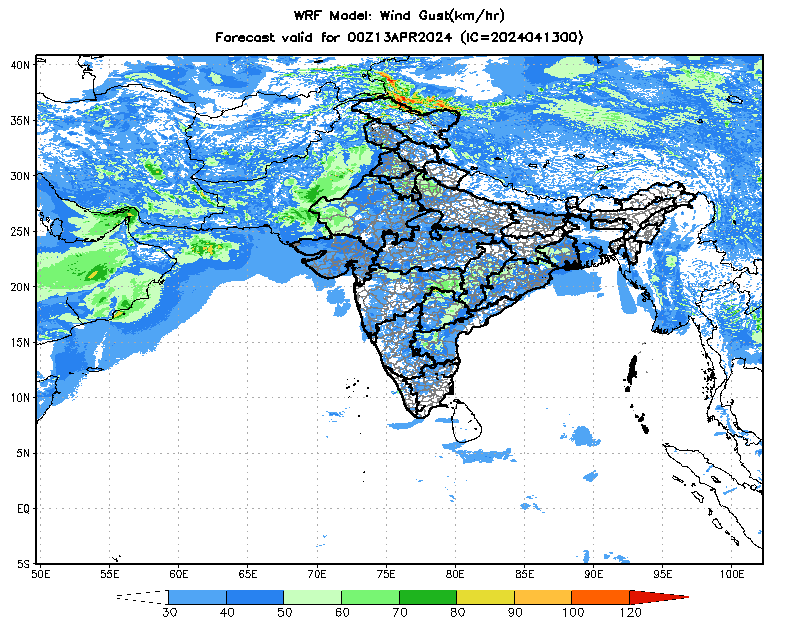 WRF Model: Wind Gust(km/hr)
Forecast valid for 00Z13APR2024 (IC=2024041300)
40N
35N
30N
25N
20N
15N
10N
5N
EQ
5S
50E 55E 60E 65E 70E 75E 80E 85E 90E 95E 100E
30 40 50 60 70 80 90 100 120